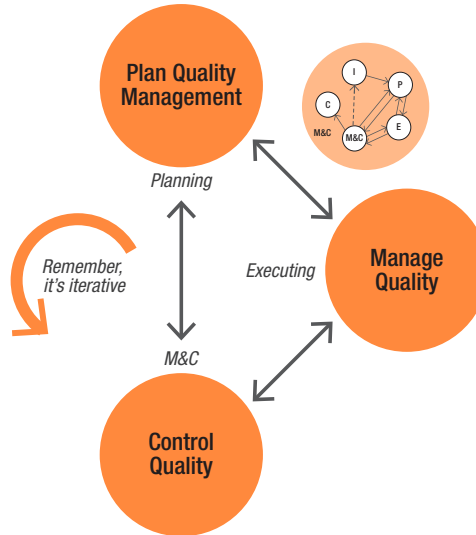 Plan Quality
Management
I
P
C
M&C
M&C
E
Planning
Remember,
it's iterative
Executing
Manage
Quality
M&C
Control
Quality